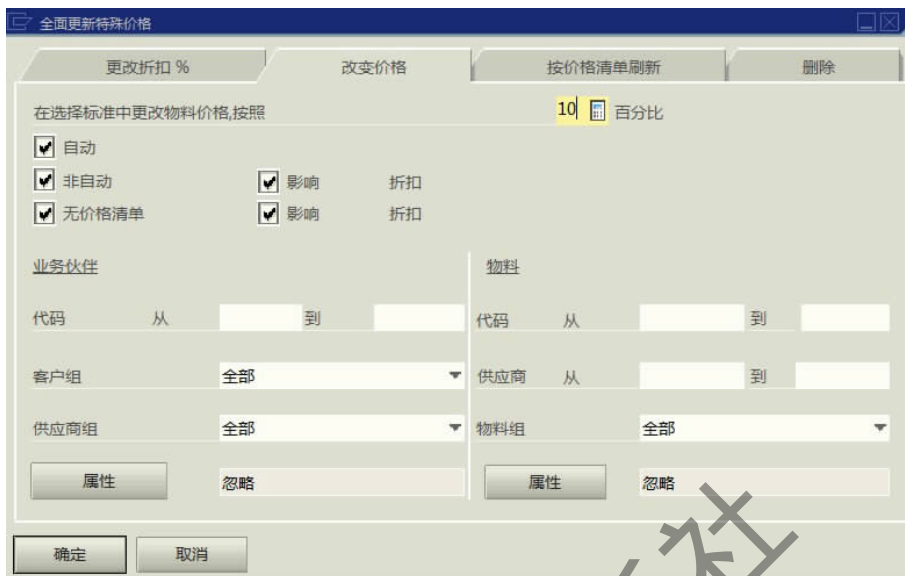 全面更新特殊价格
更改折扣 % 改变价格 按价格清单刷新 删除
在选择标准中更改物料价格,按照 10 百分比
自动
非自动 影响 折扣
无价格清单 影响 折扣
业务伙伴 物料
代码 从 到 代码 从 到
客户组 全部 供应商 从 到
供应商组 全部 物料组 全部
属性 忽略 属性 忽略
确定 取消
社